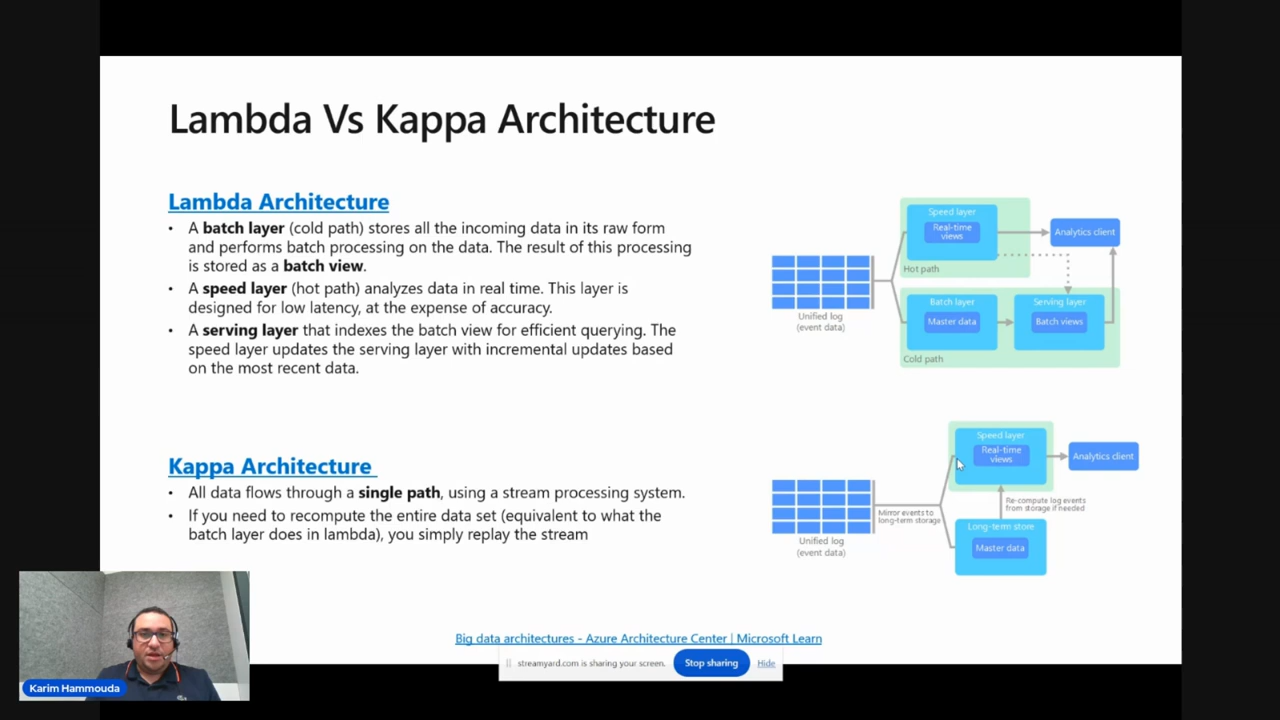 Lambda Vs Kappa Architecture
Lambda Architecture
• A batch layer (cold path) stores all the incoming data in its raw form
and performs batch processing on the data. The result of this processing
is stored as a batch view.
• A speed layer (hot path) analyzes data in real time. This layer is
designed for low latency, at the expense of accuracy.
• A serving layer that indexes the batch view for efficient querying. The
speed layer updates the serving layer with incremental updates based
on the most recent data.
Unified log
(event data)
Speed layer
Real-time
views
Hot path
Analytics client
Batch layer
Master data
Serving layer
Batch views
Cold path
Kappa Architecture
• All data flows through a single path, using a stream processing system.
• If you need to recompute the entire data set (equivalent to what the
batch layer does in lambda), you simply replay the stream
Unified log
(event data)
Mirror events to
long-term storage
Speed layer
Real-time
views
Analytics client
Re-compute log events
from storage if needed
Long-term store
Master data
Big data architectures - Azure Architecture Center | Microsoft Learn
streamyard.com is sharing your screen.
Stop sharing
Hide
Karim Hammouda